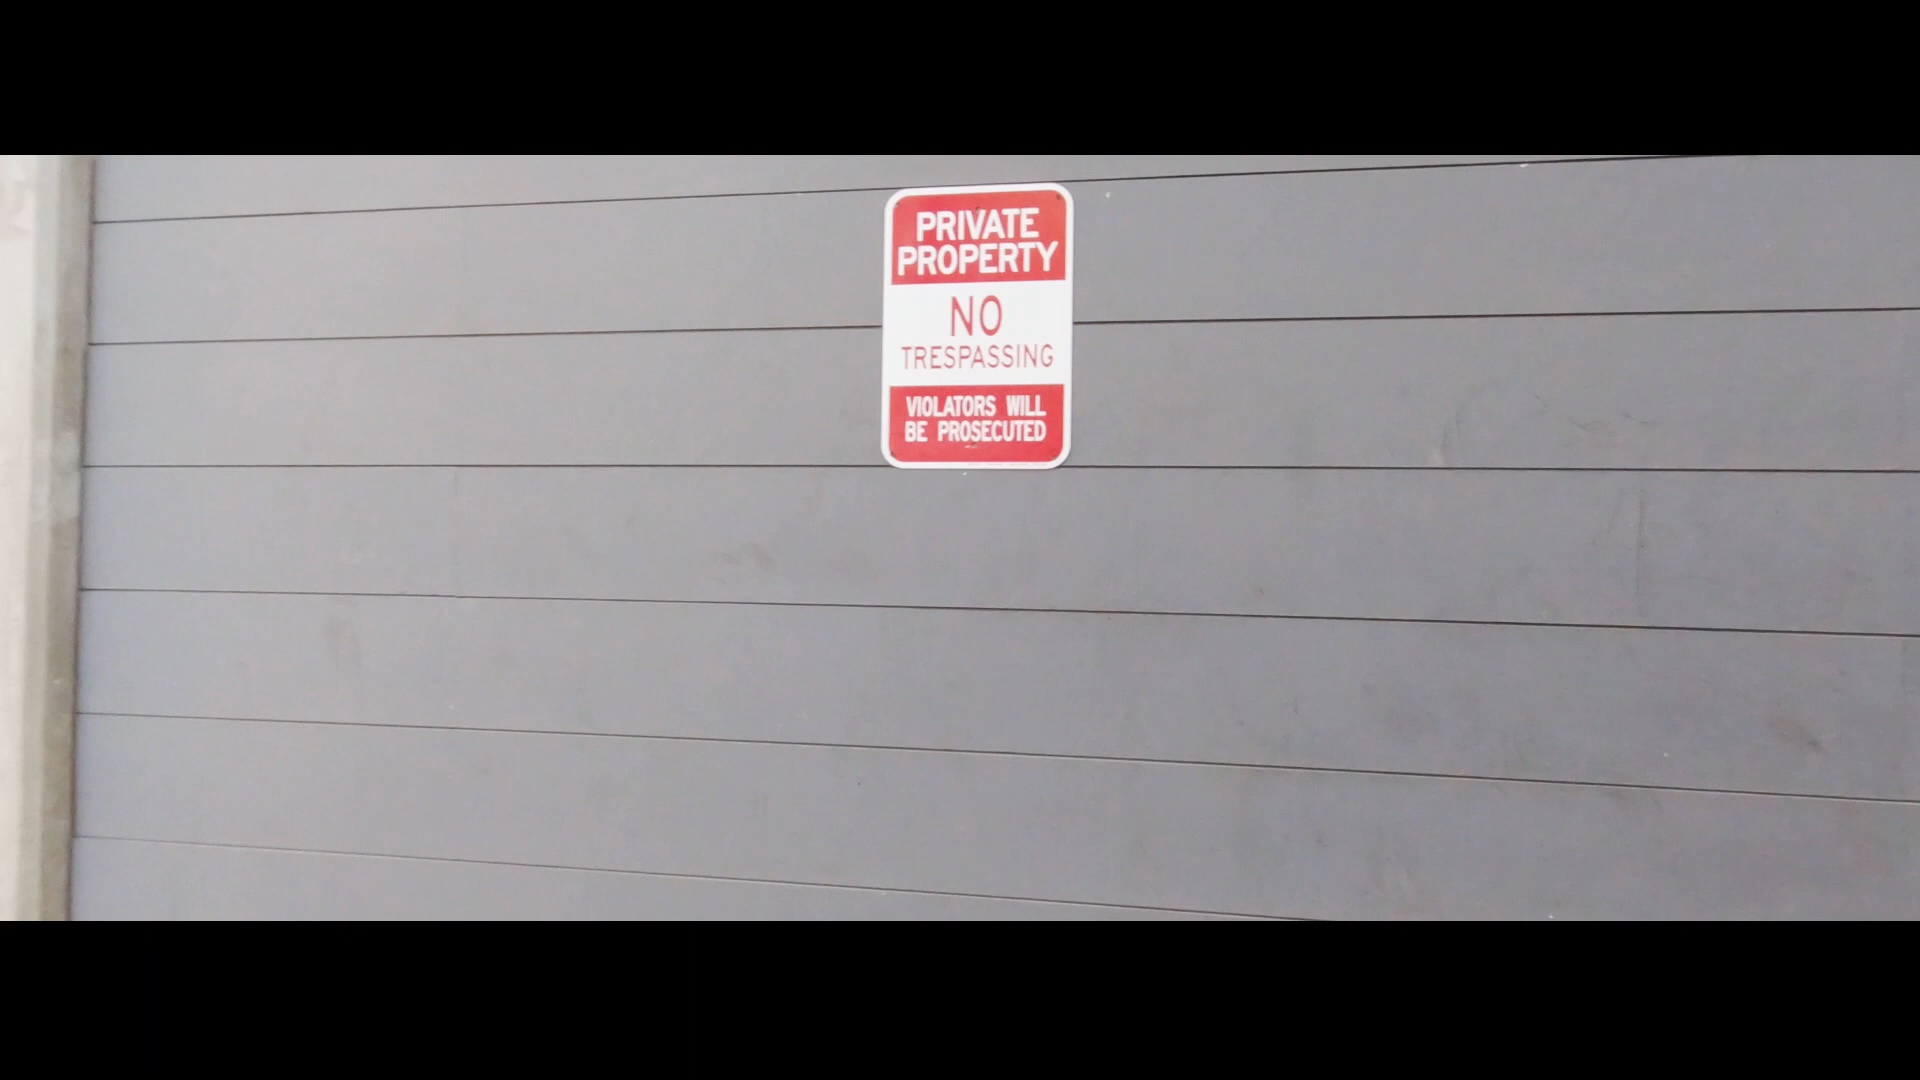 PRIVATE
PROPERTY
NO
TRESPASSING
VIOLATORS WILL
BE PROSECUTED